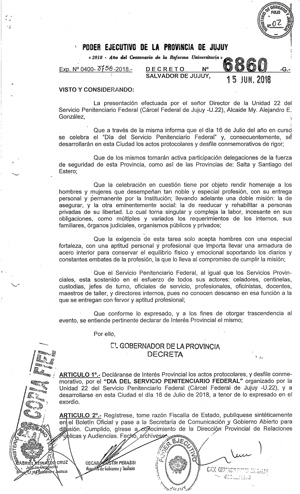 PODER EJECUTIVO DE LA PROVINCIA DE JUJUY
"2018 - Año del Centenario de la Reforma Universitaria"
Exp. Nº 0400- -2018.- DECRETO Nº 6860 -G.-
SALVADOR DE JUJUY, 15 JUN. 2018
VISTO Y CONSIDERANDO:
La presentación efectuada por el señor Director de la Unidad 22 del
Servicio Penitenciario Federal (Cárcel Federal de Jujuy -U.22), Alcaide My. Alejandro E.
González,
Que a través de la misma informa que el día 16 de Julio del año en curso
se celebra el "Día del Servicio Penitenciario Federal" y, consecuentemente, se
desarrollarán en esta Ciudad los actos protocolares y desfile conmemorativos de rigor;
Que de los mismos tomarán activa participación delegaciones de la fuerza
de seguridad de esta Provincia, como así de las Provincias de: Salta y Santiago del
Estero;
Que la celebración en cuestión tiene por objeto rendir homenaje a los
hombres y mujeres que desempeñan tan noble y especial profesión, con su entrega
personal y permanente por la Institución; llevando adelante una doble misión: la de
asegurar, y la otra eminentemente social: la de reeducar y rehabilitar a personas
privadas de su libertad. Lo cual torna singular y compleja la labor, incesante en sus
obligaciones, como múltiples y variados los requerimientos de los internos, sus
familiares, órganos judiciales, organismos públicos y privados;
Que la exigencia de esta tarea solo acepta hombres con una especial
fortaleza, con una aptitud personal y profesional que importa llevar una armadura de
acero interior para conservar el equilibrio físico y emocional soportando los diarios y
constantes embates de la profesión, que lo lleva al compromiso de cumplir la misión;
Que el Servicio Penitenciario Federal, al igual que los Servicios Provinciales,
esta sostenido en el esfuerzo de todos sus actores: celadores, centinelas,
custodias, jefes de turno, oficiales de servicio, profesionales, oficinistas, docentes,
maestros de taller, y directores internos, pues no conocen descanso en esa función a la
que se entregan con fervor y aptitud profesional;
Que conforme lo expresado, y a los fines de otorgar trascendencia al
evento, se entiende pertinente declarar de Interés Provincial el mismo;
Por ello,
EL GOBERNADOR DE LA PROVINCIA
DECRETA
ARTICULO 1º.- Decláranse de Interés Provincial los actos protocolares, y desfile conmemorativo,
por el "DIA DEL SERVICIO PENITENCIARIO FEDERAL" organizado por la
Unidad 22 del Servicio Penitenciario Federal (Cárcel Federal de Jujuy -U.22), y a
desarrollarse en esta Ciudad el día 16 de Julio de 2018, a tenor de lo expresado en el
exordio.
ARTICULO 2º.- Regístrese, tome razón Fiscalía de Estado, publíquese sintéticamente
en el Boletín Oficial y pase a la Secretaría de Comunicación y Gobierno Abierto para
difusión. Cumplido, gírese a conocimiento de la Dirección Provincial de Relaciones
Públicas y Audiencias. Fecho, archívese.
ES COPIA FIEL
OSCAR AGUSTIN PERASSI